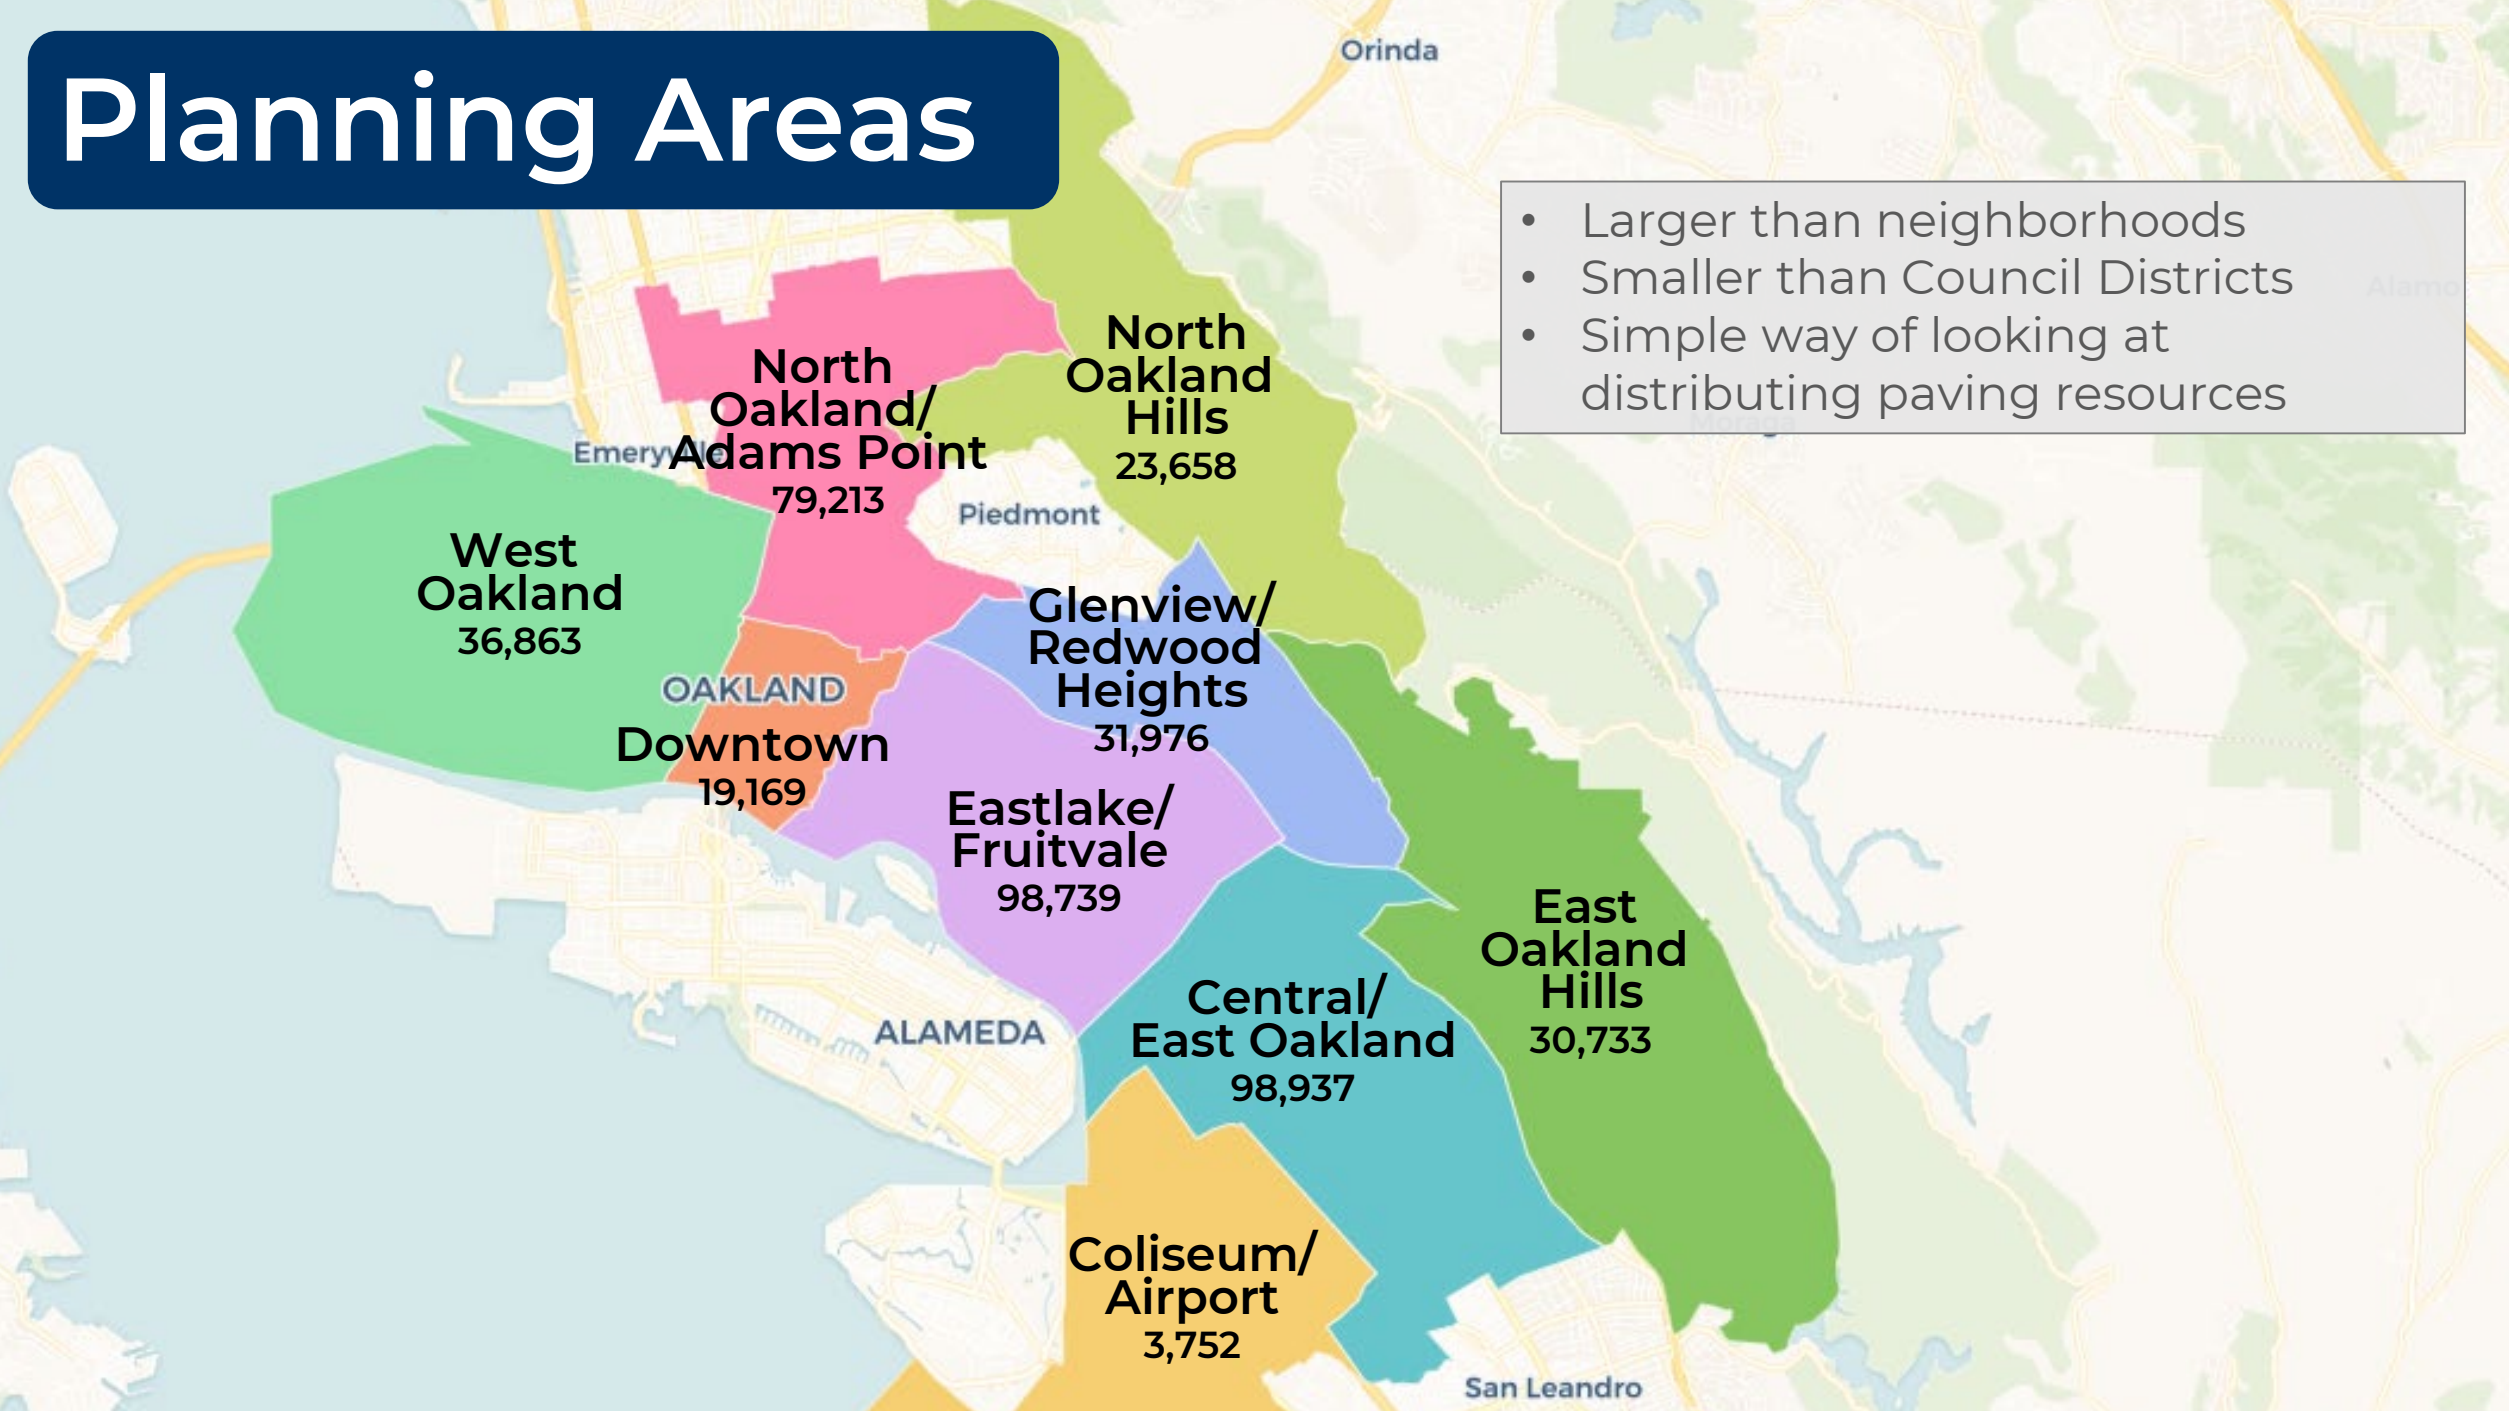 Planning Areas
Orinda
• Larger than neighborhoods
• Smaller than Council Districts
• Simple way of looking at
distributing paving resources
Alamo
Moraga
North
Oakland
Hills
23,658
North
Oakland/
Adams Point
79,213
Emeryville
Piedmont
West
Oakland
36,863
Glenview/
Redwood
Heights
31,976
OAKLAND
Downtown
19,169
Eastlake/
Fruitvale
98,739
East
Oakland
Hills
30,733
Central/
East Oakland
98,937
ALAMEDA
Coliseum/
Airport
3,752
San Leandro